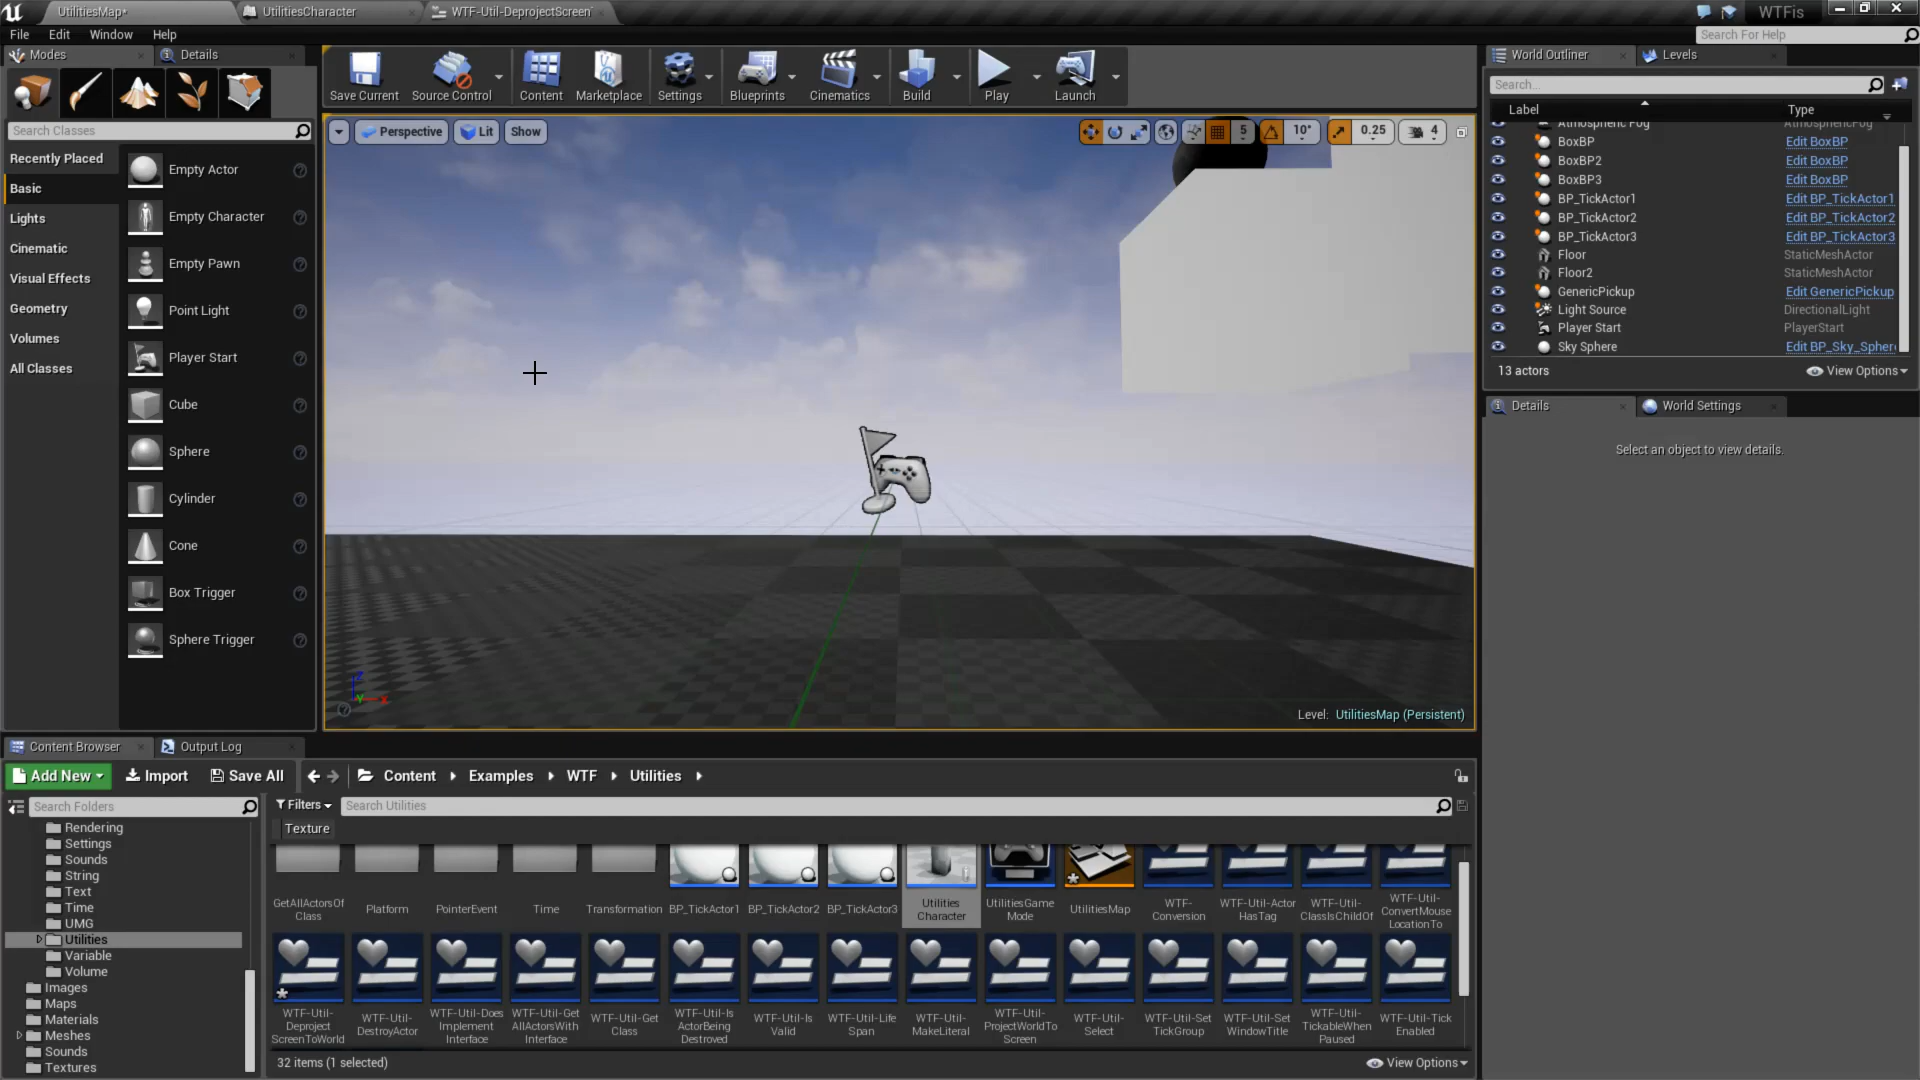 UtilitiesMap*
UtilitiesCharacter
WTF-Util-DeprojectScreen
WTFis
File Edit Window Help
Search For Help
Modes
Details
Save Current
Source Control
Content
Marketplace
Settings
Blueprints
Cinematics
Build
Play
Launch
World Outliner
Levels
Search...
Label Type
Atmospheric Fog AtmosphericFog
BoxBP Edit BoxBP
BoxBP2 Edit BoxBP
BoxBP3 Edit BoxBP
BP_TickActor1 Edit BP_TickActor1
BP_TickActor2 Edit BP_TickActor2
BP_TickActor3 Edit BP_TickActor3
Floor StaticMeshActor
Floor2 StaticMeshActor
GenericPickup Edit GenericPickup
Light Source DirectionalLight
Player Start PlayerStart
Sky Sphere Edit BP_Sky_Spher
13 actors
View Options
Details
World Settings
Select an object to view details.
Search Classes
Recently Placed
Basic
Lights
Cinematic
Visual Effects
Geometry
Volumes
All Classes
Empty Actor
Empty Character
Empty Pawn
Point Light
Player Start
Cube
Sphere
Cylinder
Cone
Box Trigger
Sphere Trigger
Perspective
Lit
Show
5
10°
0.25
4
Level: UtilitiesMap (Persistent)
Content Browser
Output Log
Add New
Import
Save All
Content
Examples
WTF
Utilities
Search Folders
Filters
Search Utilities
Texture
Rendering
Settings
Sounds
String
Text
Time
UMG
Utilities
Variable
Volume
Images
Maps
Materials
Meshes
Sounds
Textures
GetAllActorsOf
Class
Platform
PointerEvent
Time
Transformation
BP_TickActor1
BP_TickActor2
BP_TickActor3
Utilities
Character
UtilitiesGame
Mode
UtilitiesMap
WTF-
Conversion
WTF-Util-Actor
HasTag
WTF-Util-
ClassIsChildOf
WTF-Util-
ConvertMouse
LocationTo
WTF-Util-
Deproject
ScreenToWorld
WTF-Util-
DestroyActor
WTF-Util-Does
Implement
Interface
WTF-Util-Get
AllActorsWith
Interface
WTF-Util-Get
Class
WTF-Util-Is
ActorBeing
Destroyed
WTF-Util-Is
Valid
WTF-Util-Life
Span
WTF-Util-
MakeLiteral
WTF-Util-
ProjectWorldTo
Screen
WTF-Util-
Select
WTF-Util-Set
TickGroup
WTF-Util-Set
WindowTitle
WTF-Util-
TickableWhen
Paused
WTF-Util-Tick
Enabled
32 items (1 selected)
View Options